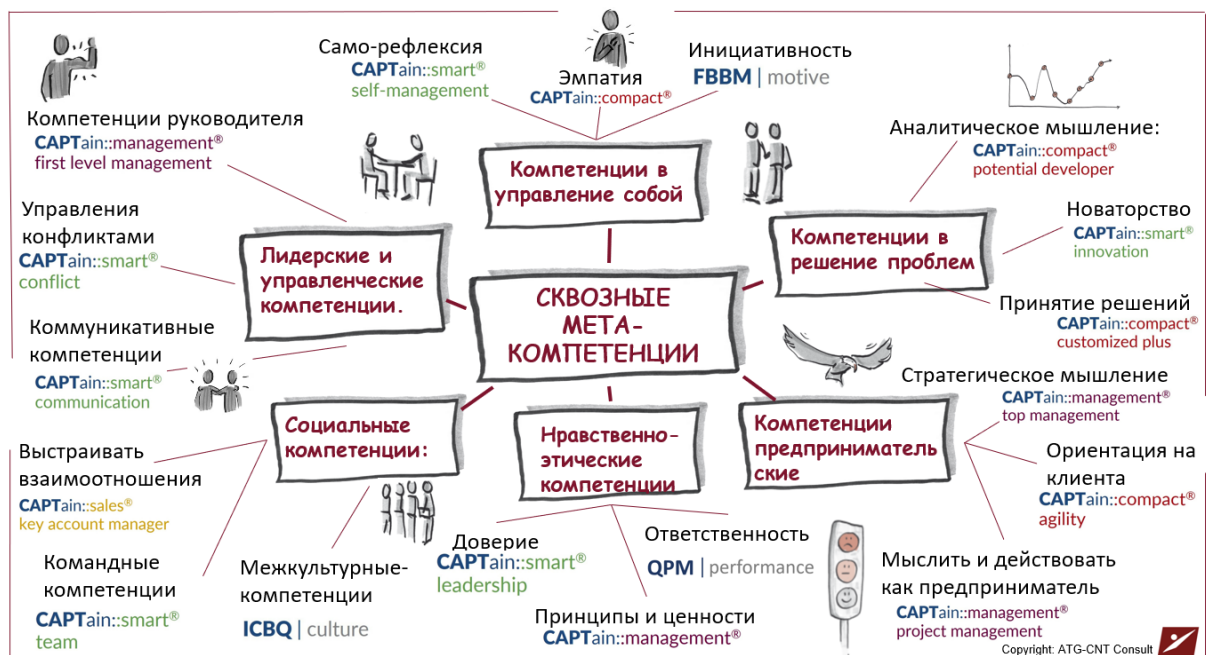 Само-рефлексия
CAPTain::smart®
self-management
Эмпатия
CAPTain::compact®
Инициативность
FBBM | motive
Компетенции руководителя
CAPTain::management®
first level management
Аналитическое мышление:
CAPTain::compact®
potential developer
Компетенции в
управление собой
Управления
конфликтами
CAPTain::smart®
conflict
Лидерские и
управленческие
компетенции.
Компетенции в
решение проблем
Новаторство
CAPTain::smart®
innovation
СКВОЗНЫЕ
МЕТА-
КОМПЕТЕНЦИИ
Принятие решений
CAPTain::compact®
customized plus
Коммуникативные
компетенции
CAPTain::smart®
communication
Стратегическое мышление
CAPTain::management®
top management
Социальные
компетенции:
Нравственно-
этические
компетенции
Компетенции
предприниматель
ские
Выстраивать
взаимоотношения
CAPTain::sales®
key account manager
Ориентация на
клиента
CAPTain::compact®
agility
Командные
компетенции
CAPTain::smart®
team
Межкультурные-
компетенции
ICBQ | culture
Доверие
CAPTain::smart®
leadership
Ответственность
QPM | performance
Принципы и ценности
CAPTain::management®
Мыслить и действовать
как предприниматель
CAPTain::management®
project management
Copyright: ATG-CNT Consult